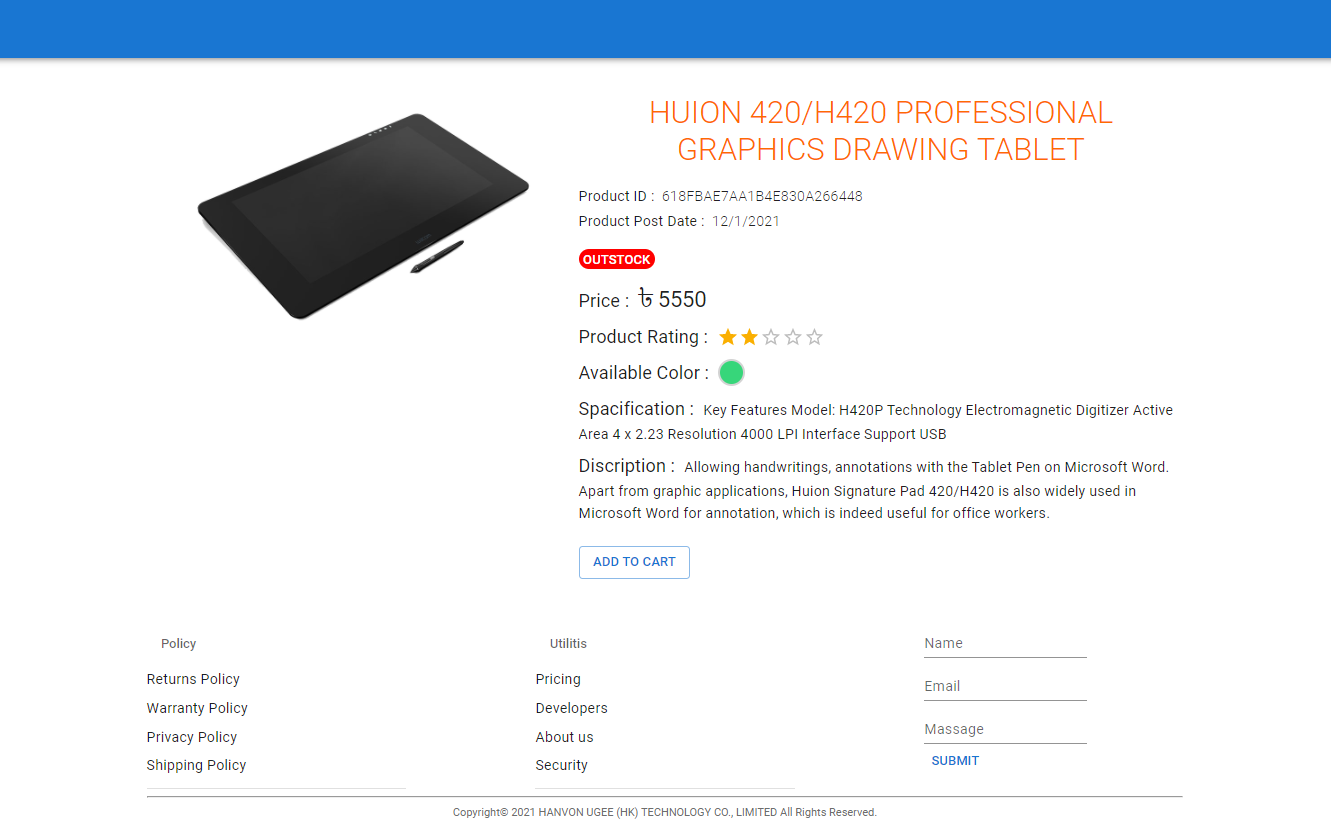 HUION 420/H420 PROFESSIONAL
GRAPHICS DRAWING TABLET
Product ID : 618FBAE7AA1B4E830A266448
Product Post Date : 12/1/2021
OUTSTOCK
Price : ৳ 5550
Product Rating :
Available Color :
Spacification : Key Features Model: H420P Technology Electromagnetic Digitizer Active
Area 4 x 2.23 Resolution 4000 LPI Interface Support USB
Discription : Allowing handwritings, annotations with the Tablet Pen on Microsoft Word.
Apart from graphic applications, Huion Signature Pad 420/H420 is also widely used in
Microsoft Word for annotation, which is indeed useful for office workers.
ADD TO CART
Policy
Returns Policy
Warranty Policy
Privacy Policy
Shipping Policy
Utilitis
Pricing
Developers
About us
Security
Name
Email
Massage
SUBMIT
Copyright© 2021 HANVON UGEE (HK) TECHNOLOGY CO., LIMITED All Rights Reserved.